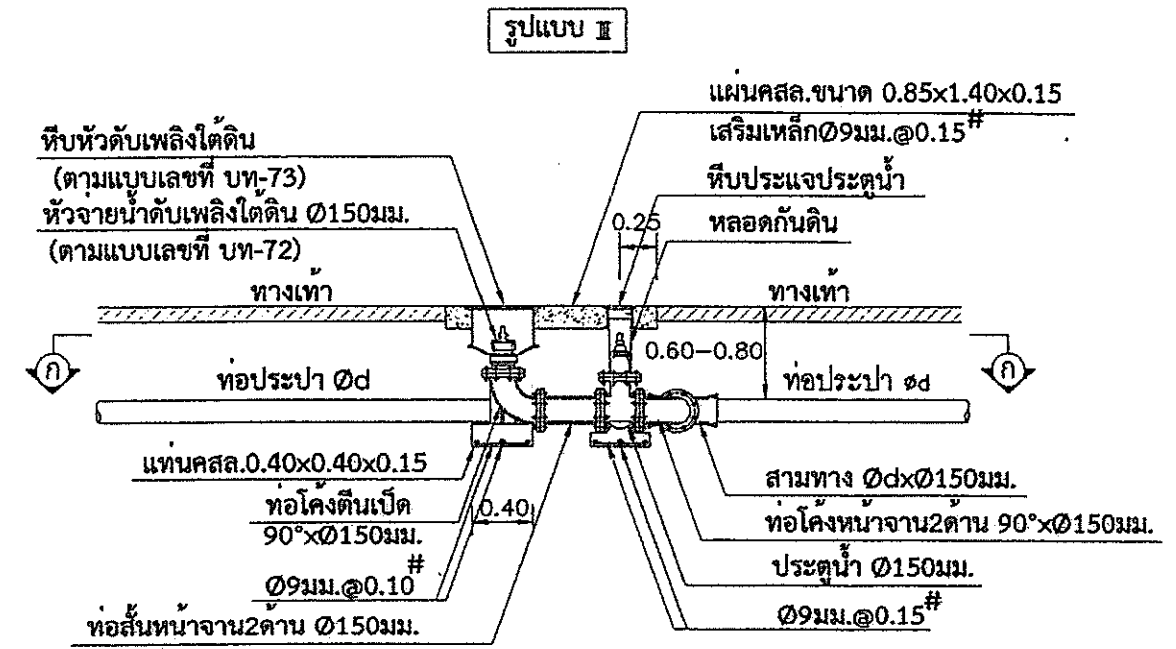 รูปแบบ III
แผ่นคสล.ขนาด 0.85x1.40x0.15
เสริมเหล็กØ9มม.@0.15#
หีบหัวดับเพลิงใต้ดิน
(ตามแบบเลขที่ บท-73)
หีบประแจประตูน้ำ
หัวจ่ายน้ำดับเพลิงใต้ดิน Ø150มม.
0.25
หลอดกันดิน
(ตามแบบเลขที่ บท-72)
ทางเท้า
ทางเท้า
0.60-0.80
ก
ท่อประปา Ød
ท่อประปา ød
ก
แท่นคสล.0.40x0.40x0.15
สามทาง ØdxØ150มม.
ท่อโค้งตีนเป็ด
0.40
90°xØ150มม.
ท่อโค้งหน้าจาน2ด้าน 90°xØ150มม.
ประตูน้ำ Ø150มม.
Ø9มม.@0.10#
Ø9มม.@0.15#
ท่อสั้นหน้าจาน2ด้าน Ø150มม.